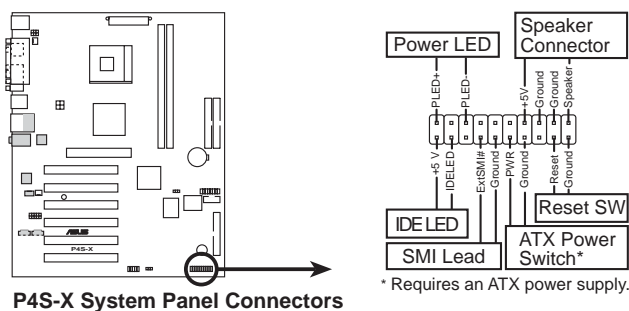 Power LED
Speaker
Connector
PLED+
PLED-
+5V
Ground
Ground
Speaker
+5 V
IDELED
ExtSMI#
Ground
PWR
Ground
Reset
Ground
IDE LED
SMI Lead
ATX Power
Switch*
Reset SW
* Requires an ATX power supply.
ASUS
P4S-X
P4S-X System Panel Connectors